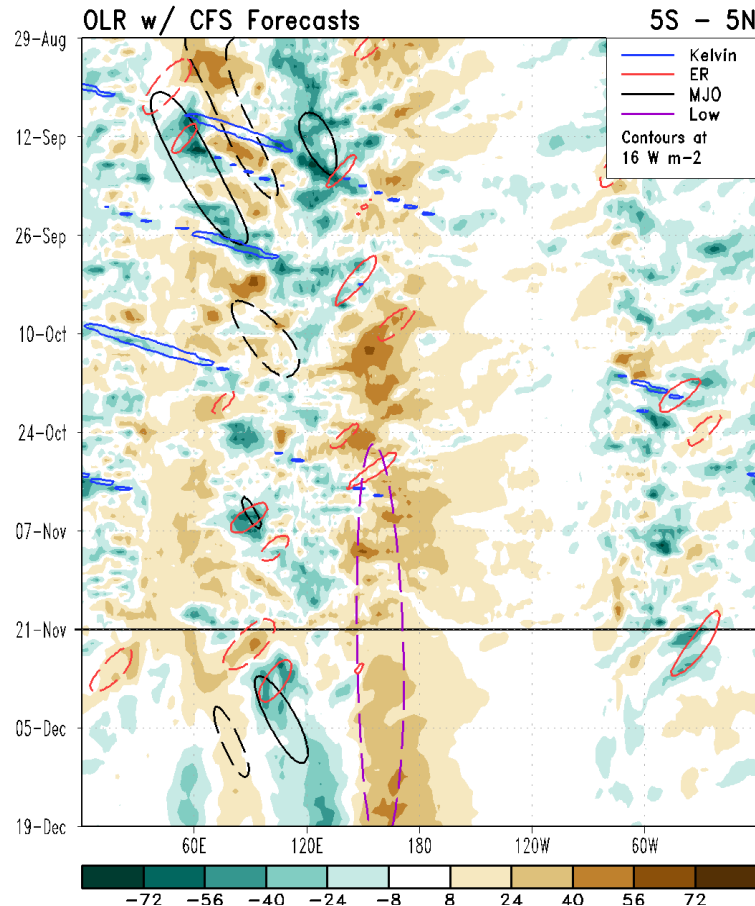 OLR w/ CFS Forecasts
5S - 5N
29-Aug
12-Sep
26-Sep
10-Oct
24-Oct
07-Nov
21-Nov
05-Dec
19-Dec
Kelvin
ER
MJO
Low
Contours at
16 W m-2
60E
120E
180
120W
60W
-72
-56
-40
-24
-8
8
24
40
56
72